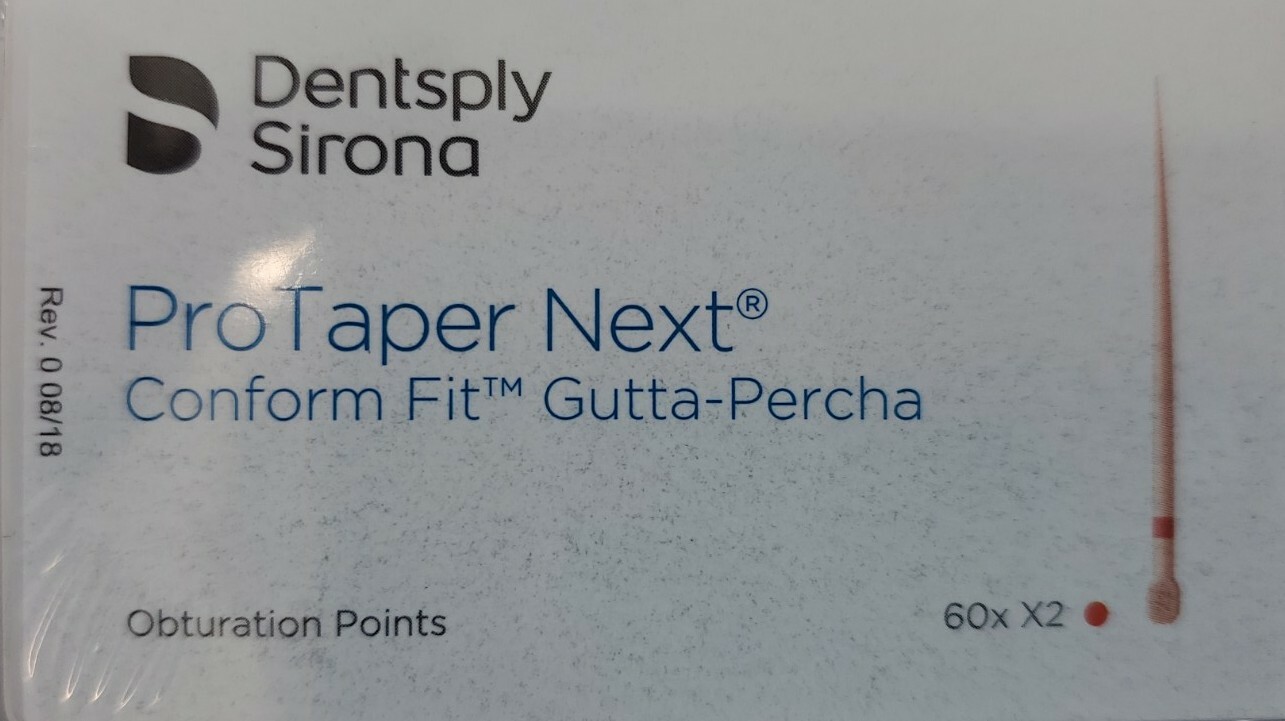 Dentsply
Sirona
ProTaper Next®
Conform Fit™ Gutta-Percha
Rev. 0 08/18
Obturation Points
60x X2